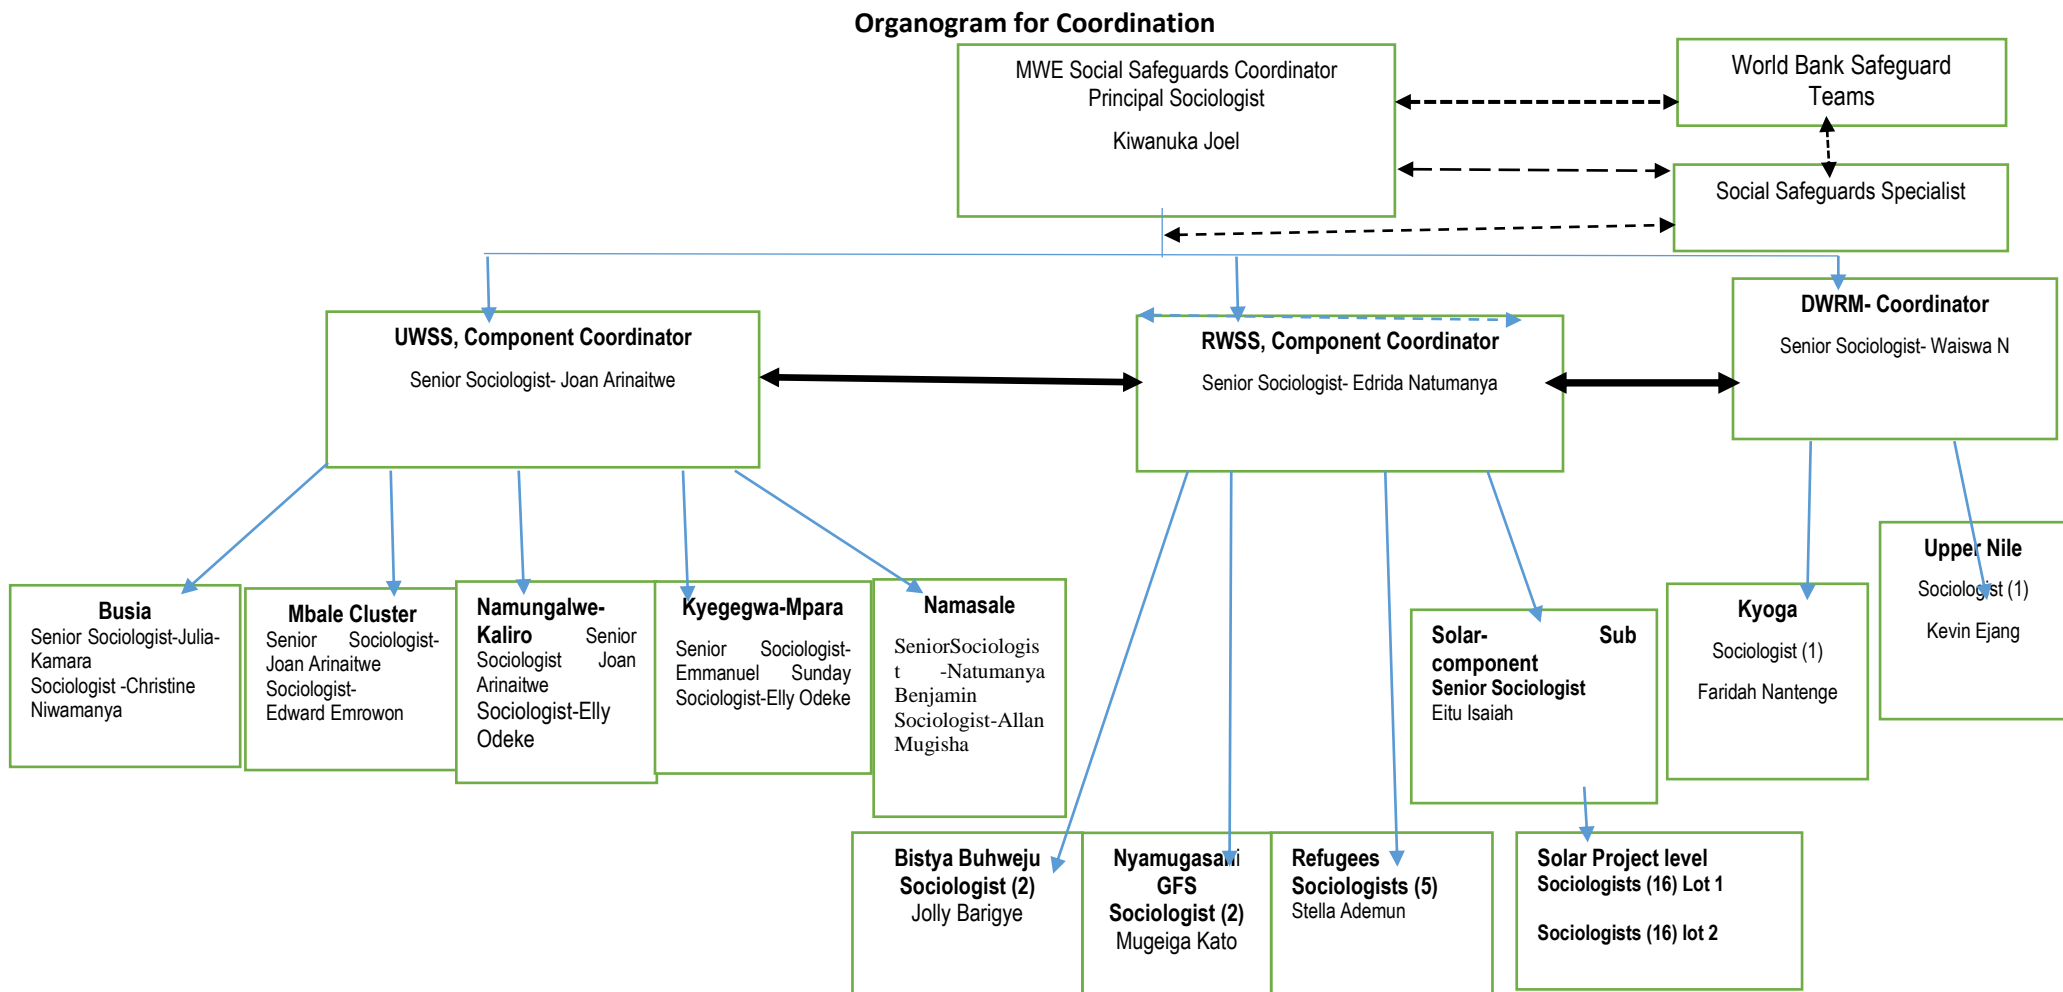 Organogram for Coordination
MWE Social Safeguards Coordinator
Principal Sociologist
Kiwanuka Joel
World Bank Safeguard
Teams
Social Safeguards Specialist
UWSS, Component Coordinator
Senior Sociologist- Joan Arinaitwe
RWSS, Component Coordinator
Senior Sociologist- Edrida Natumanya
DWRM- Coordinator
Senior Sociologist- Waiswa N
Busia
Senior Sociologist-Julia-
Kamara
Sociologist -Christine
Niwamanya
Mbale Cluster
Senior Sociologist-
Joan Arinaitwe
Sociologist-
Edward Emrowon
Namungalwe-
Kaliro Senior
Sociologist Joan
Arinaitwe
Sociologist-Elly
Odeke
Kyegegwa-Mpara
Senior Sociologist-
Emmanuel Sunday
Sociologist-Elly Odeke
Namasale
SeniorSociologis
t -Natumanya
Benjamin
Sociologist-Allan
Mugisha
Solar- Sub
component
Senior Sociologist
Eitu Isaiah
Kyoga
Sociologist (1)
Faridah Nantenge
Upper Nile
Sociologist (1)
Kevin Ejang
Bistya Buhweju
Sociologist (2)
Jolly Barigye
Nyamugasani
GFS
Sociologist (2)
Mugeiga Kato
Refugees
Sociologists (5)
Stella Ademun
Solar Project level
Sociologists (16) Lot 1
Sociologists (16) lot 2